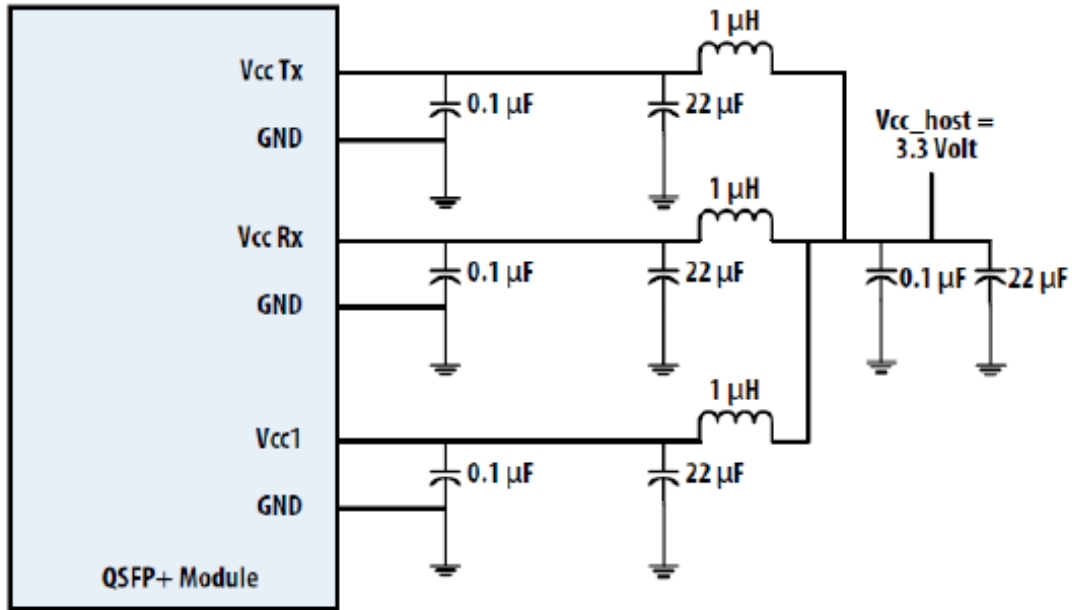 1 μH
Vcc Tx
0.1 μF
22 μF
GND
Vcc_host =
3.3 Volt
1 μH
Vcc Rx
0.1 μF
22 μF
0.1 μF
22 μF
GND
1 μH
Vcc1
0.1 μF
22 μF
GND
QSFP+ Module